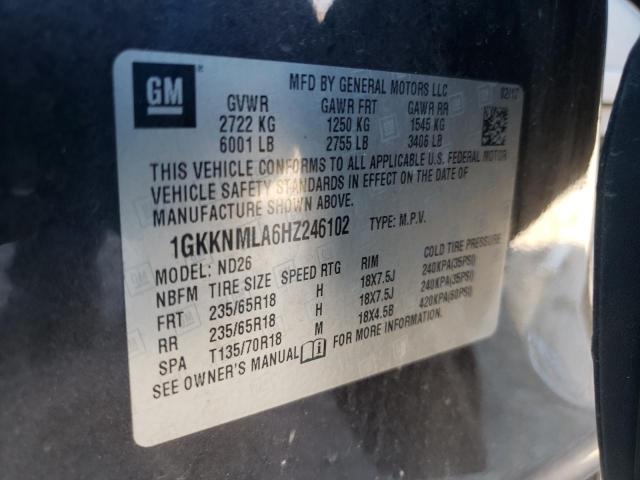 GM
MFD BY GENERAL MOTORS LLC
02/17
GVWR GAWR FRT GAWR RR
2722 KG 1250 KG 1545 KG
6001 LB 2755 LB 3406 LB
THIS VEHICLE CONFORMS TO ALL APPLICABLE U.S. FEDERAL MOTOR
VEHICLE SAFETY STANDARDS IN EFFECT ON THE DATE OF
MANUFACTURE SHOWN ABOVE.
1GKKNMLA6HZ246102 TYPE: M.P.V.
MODEL: ND26
NBFM TIRE SIZE SPEED RTG RIM COLD TIRE PRESSURE
FRT 235/65R18 H 18X7.5J 240KPA(35PSI)
RR 235/65R18 H 18X7.5J 240KPA(35PSI)
SPA T135/70R18 M 18X4.5B 420KPA(60PSI)
SEE OWNER'S MANUAL FOR MORE INFORMATION.